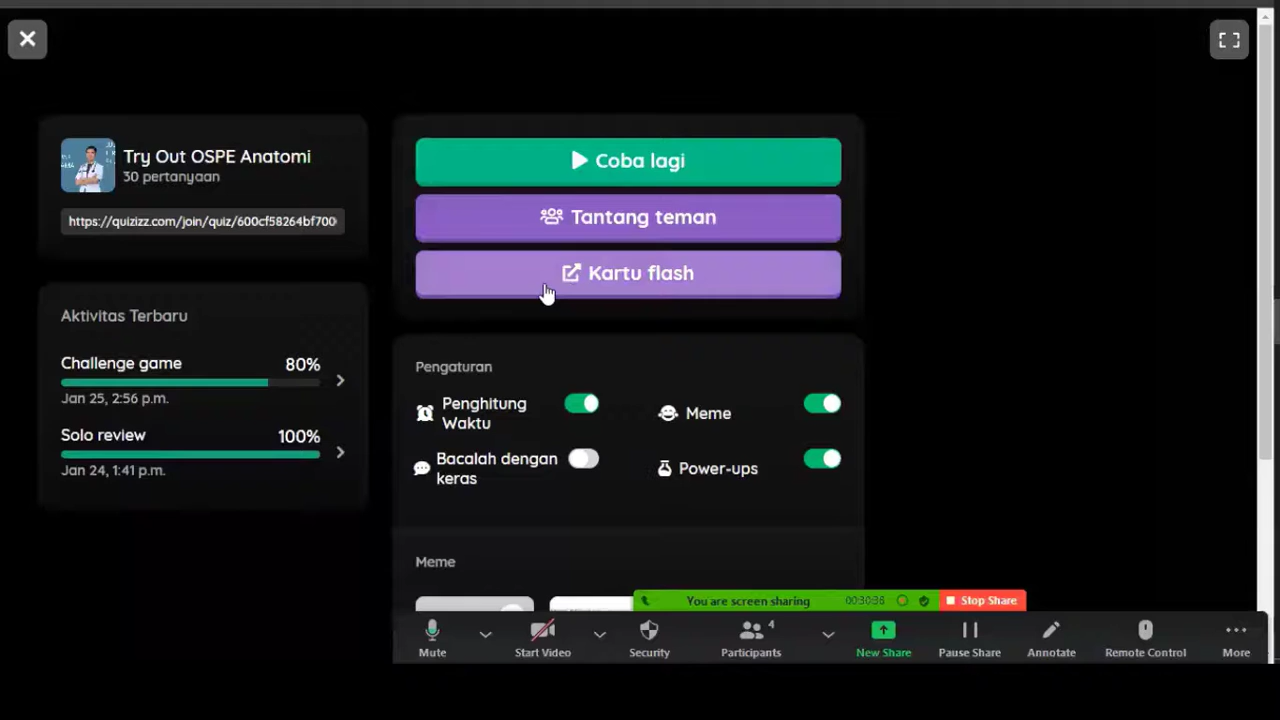 Try Out OSPE Anatomi
30 pertanyaan
https://quizizz.com/join/quiz/600cf58264bf700
Aktivitas Terbaru
Challenge game 80%
Jan 25, 2:56 p.m.
Solo review 100%
Jan 24, 1:41 p.m.
Coba lagi
Tantang teman
Kartu flash
Pengaturan
Penghitung
Waktu
Meme
Bacalah dengan
keras
Power-ups
Meme
You are screen sharing 00:30:36 Stop Share
4
Mute Start Video Security Participants New Share Pause Share Annotate Remote Control More